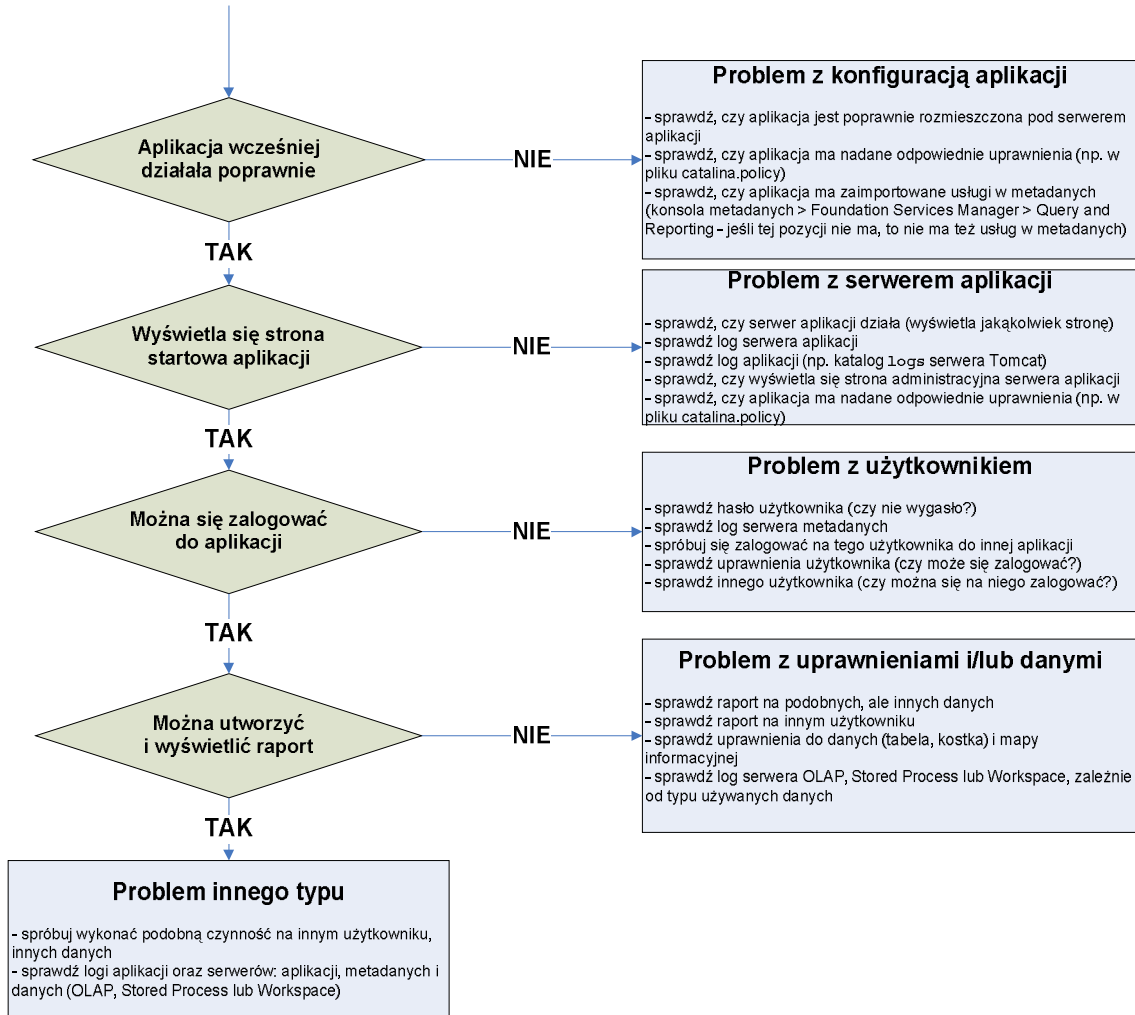 Aplikacja wcześniej
działała poprawnie
NIE
Problem z konfiguracją aplikacji
- sprawdź, czy aplikacja jest poprawnie rozmieszczona pod serwerem
aplikacji
- sprawdź, czy aplikacja ma nadane odpowiednie uprawnienia (np. w
pliku catalina.policy)
- sprawdź, czy aplikacja ma zaimportowane usługi w metadanych
(konsola metadanych > Foundation Services Manager > Query and
Reporting - jeśli tej pozycji nie ma, to nie ma też usług w metadanych)
TAK
Wyświetla się strona
startowa aplikacji
NIE
Problem z serwerem aplikacji
- sprawdź, czy serwer aplikacji działa (wyświetla jakąkolwiek stronę)
- sprawdź log serwera aplikacji
- sprawdź log aplikacji (np. katalog logs serwera Tomcat)
- sprawdź, czy wyświetla się strona administracyjna serwera aplikacji
- sprawdź, czy aplikacja ma nadane odpowiednie uprawnienia (np. w
pliku catalina.policy)
TAK
Można się zalogować
do aplikacji
NIE
Problem z użytkownikiem
- sprawdź hasło użytkownika (czy nie wygasło?)
- sprawdź log serwera metadanych
- spróbuj się zalogować na tego użytkownika do innej aplikacji
- sprawdź uprawnienia użytkownika (czy może się zalogować?)
- sprawdź innego użytkownika (czy można się na niego zalogować?)
TAK
Można utworzyć
i wyświetlić raport
NIE
Problem z uprawnieniami i/lub danymi
- sprawdź raport na podobnych, ale innych danych
- sprawdź raport na innym użytkowniku
- sprawdź uprawnienia do danych (tabela, kostka) i mapy
informacyjnej
- sprawdź log serwera OLAP, Stored Process lub Workspace, zależnie
od typu używanych danych
TAK
Problem innego typu
- spróbuj wykonać podobną czynność na innym użytkowniku,
innych danych
- sprawdź logi aplikacji oraz serwerów: aplikacji, metadanych i
danych (OLAP, Stored Process lub Workspace)